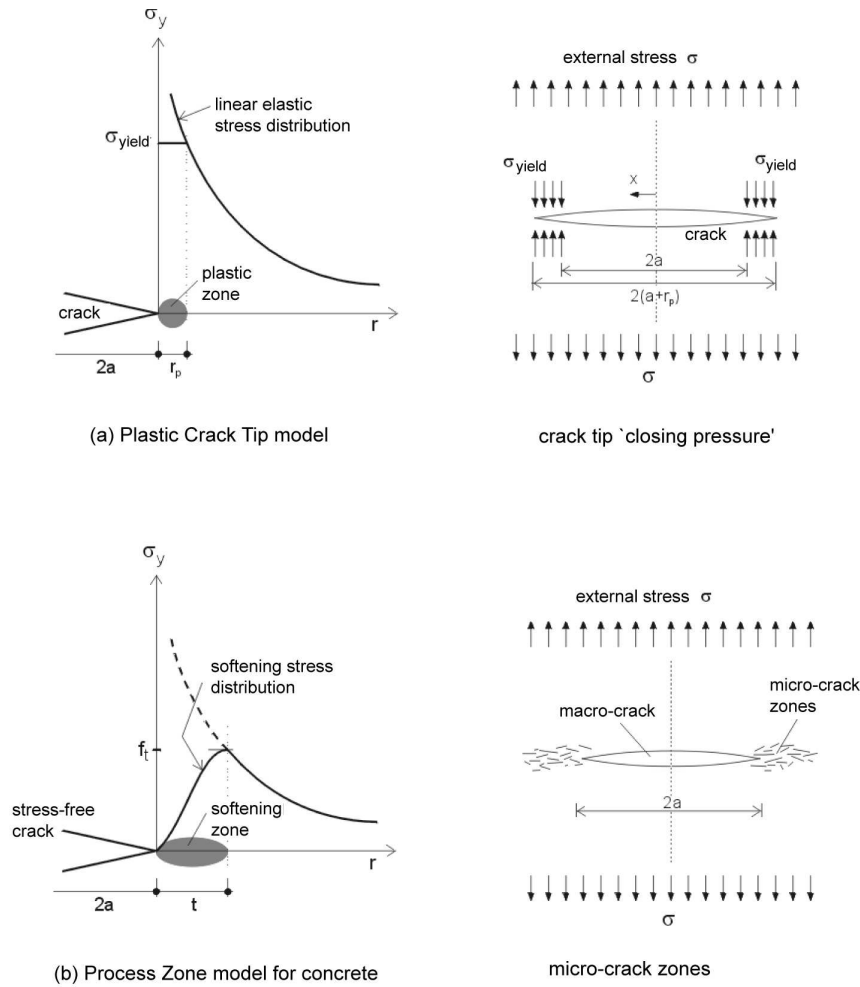 σy
linear elastic
stress distribution
σyield
plastic
zone
crack
r
2a
rp
(a) Plastic Crack Tip model
external stress σ
σyield
σyield
x
crack
2a
2(a+rp)
σ
crack tip `closing pressure'
σy
softening stress
distribution
ft
stress-free
crack
softening
zone
r
2a
t
(b) Process Zone model for concrete
external stress σ
micro-crack
zones
macro-crack
2a
σ
micro-crack zones